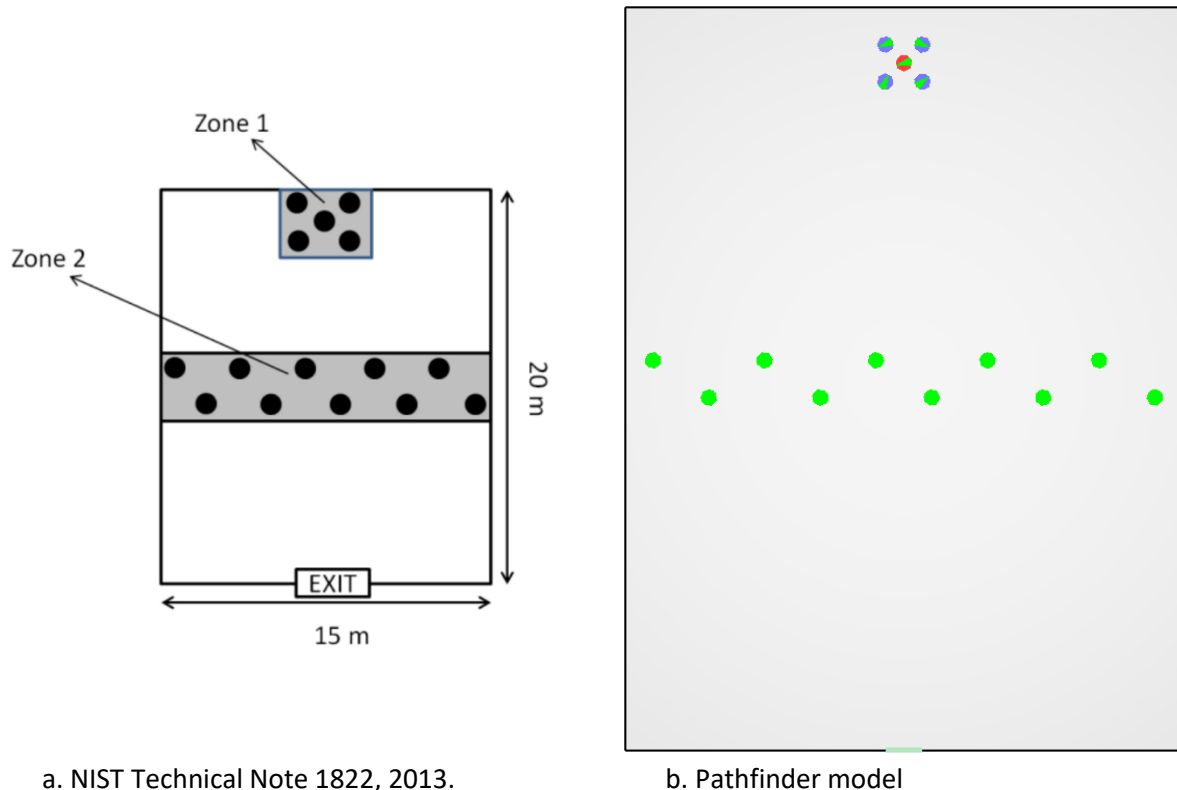 Zone 1
Zone 2
20 m
EXIT
15 m
a. NIST Technical Note 1822, 2013.
b. Pathfinder model